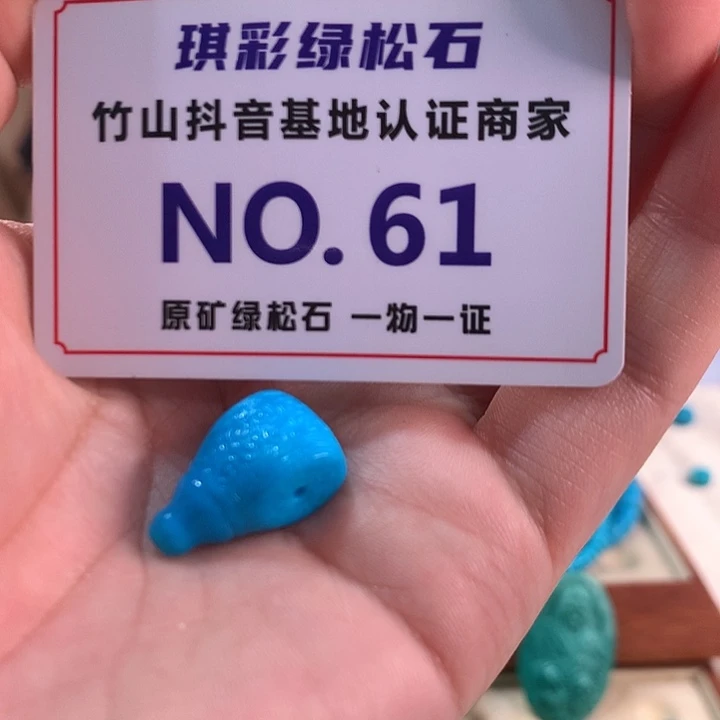 琪彩绿松石
竹山抖音基地认证商家
NO.61
原矿绿松石 一物一证